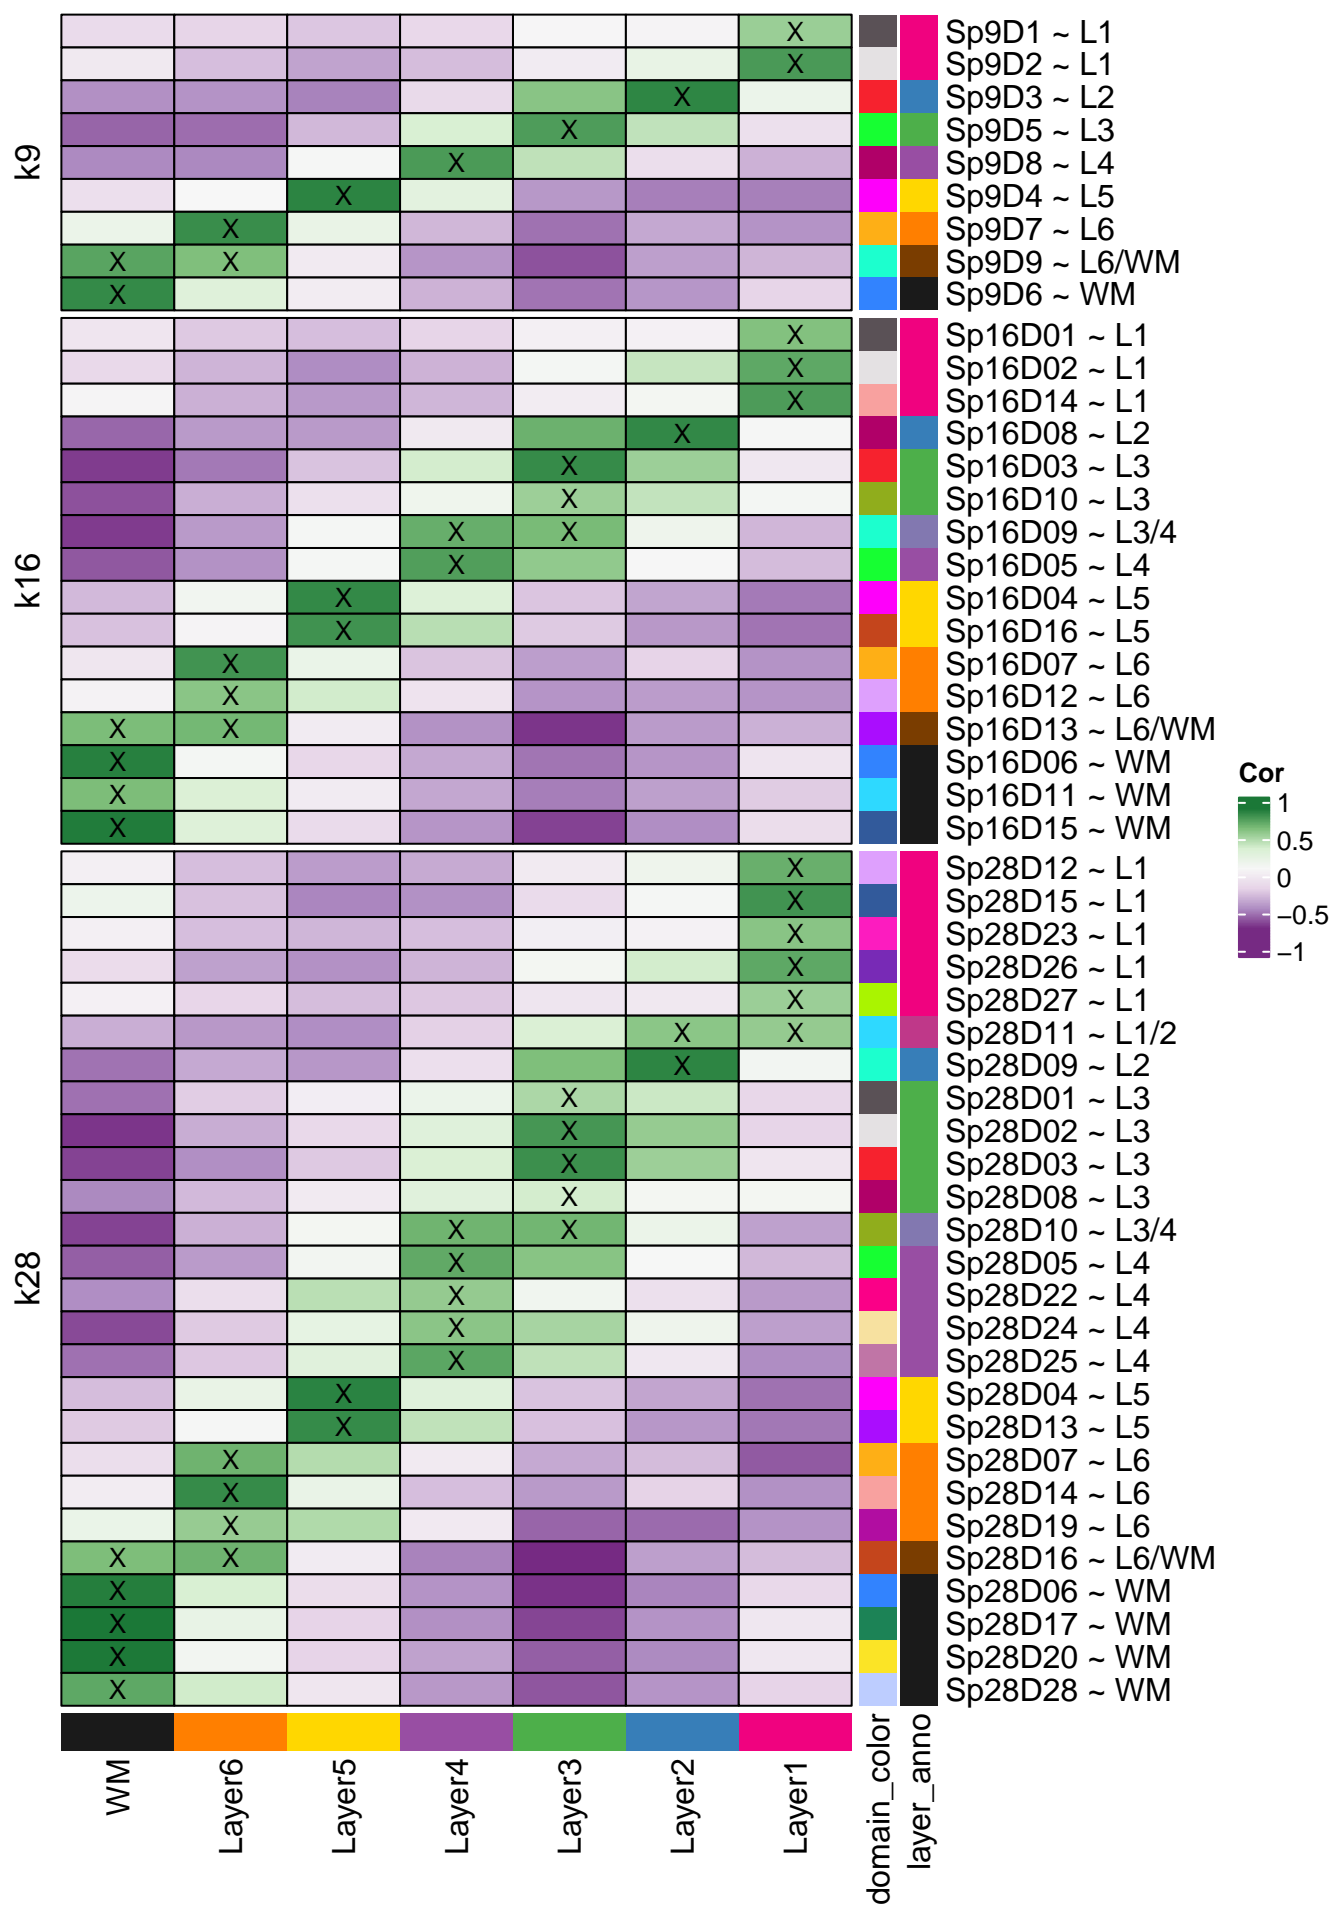 k9
X Sp9D1 ~ L1
X Sp9D2 ~ L1
X Sp9D3 ~ L2
X Sp9D5 ~ L3
X Sp9D8 ~ L4
X Sp9D4 ~ L5
X Sp9D7 ~ L6
X X Sp9D9 ~ L6/WM
X Sp9D6 ~ WM
k16
X Sp16D01 ~ L1
X Sp16D02 ~ L1
X Sp16D14 ~ L1
X Sp16D08 ~ L2
X Sp16D03 ~ L3
X Sp16D10 ~ L3
X X Sp16D09 ~ L3/4
X Sp16D05 ~ L4
X Sp16D04 ~ L5
X Sp16D16 ~ L5
X Sp16D07 ~ L6
X Sp16D12 ~ L6
X X Sp16D13 ~ L6/WM
X Sp16D06 ~ WM
X Sp16D11 ~ WM
X Sp16D15 ~ WM
k28
X Sp28D12 ~ L1
X Sp28D15 ~ L1
X Sp28D23 ~ L1
X Sp28D26 ~ L1
X Sp28D27 ~ L1
X X Sp28D11 ~ L1/2
X Sp28D09 ~ L2
X Sp28D01 ~ L3
X Sp28D02 ~ L3
X Sp28D03 ~ L3
X Sp28D08 ~ L3
X X Sp28D10 ~ L3/4
X Sp28D05 ~ L4
X Sp28D22 ~ L4
X Sp28D24 ~ L4
X Sp28D25 ~ L4
X Sp28D04 ~ L5
X Sp28D13 ~ L5
X Sp28D07 ~ L6
X Sp28D14 ~ L6
X Sp28D19 ~ L6
X X Sp28D16 ~ L6/WM
X Sp28D06 ~ WM
X Sp28D17 ~ WM
X Sp28D20 ~ WM
X Sp28D28 ~ WM
WM
Layer6
Layer5
Layer4
Layer3
Layer2
Layer1
domain_color
layer_anno
Cor
1
0.5
0
−0.5
−1